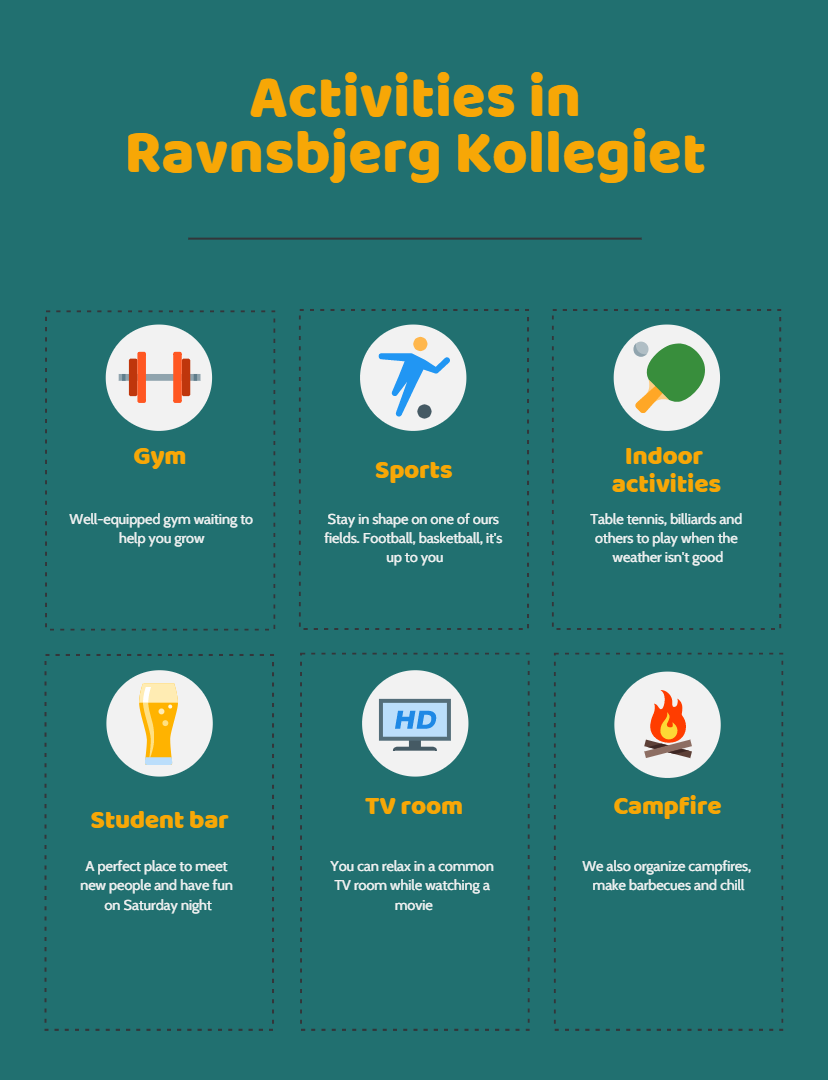 Activities in
Ravnsbjerg Kollegiet
Gym
Well-equipped gym waiting to
help you grow
Sports
Stay in shape on one of ours
fields. Football, basketball, it's
up to you
Indoor
activities
Table tennis, billiards and
others to play when the
weather isn't good
Student bar
A perfect place to meet
new people and have fun
on Saturday night
HD
TV room
You can relax in a common
TV room while watching a
movie
Campfire
We also organize campfires,
make barbecues and chill